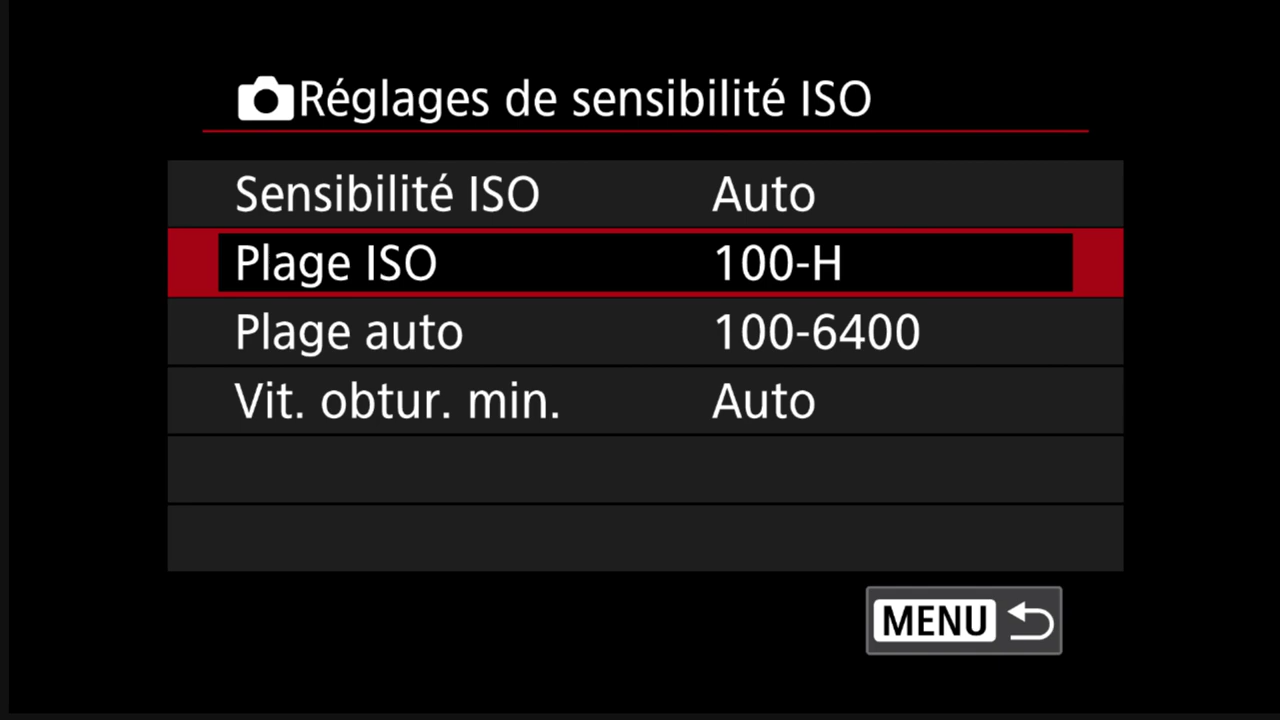 Réglages de sensibilité ISO
Sensibilité ISO Auto
Plage ISO 100-H
Plage auto 100-6400
Vit. obtur. min. Auto
MENU